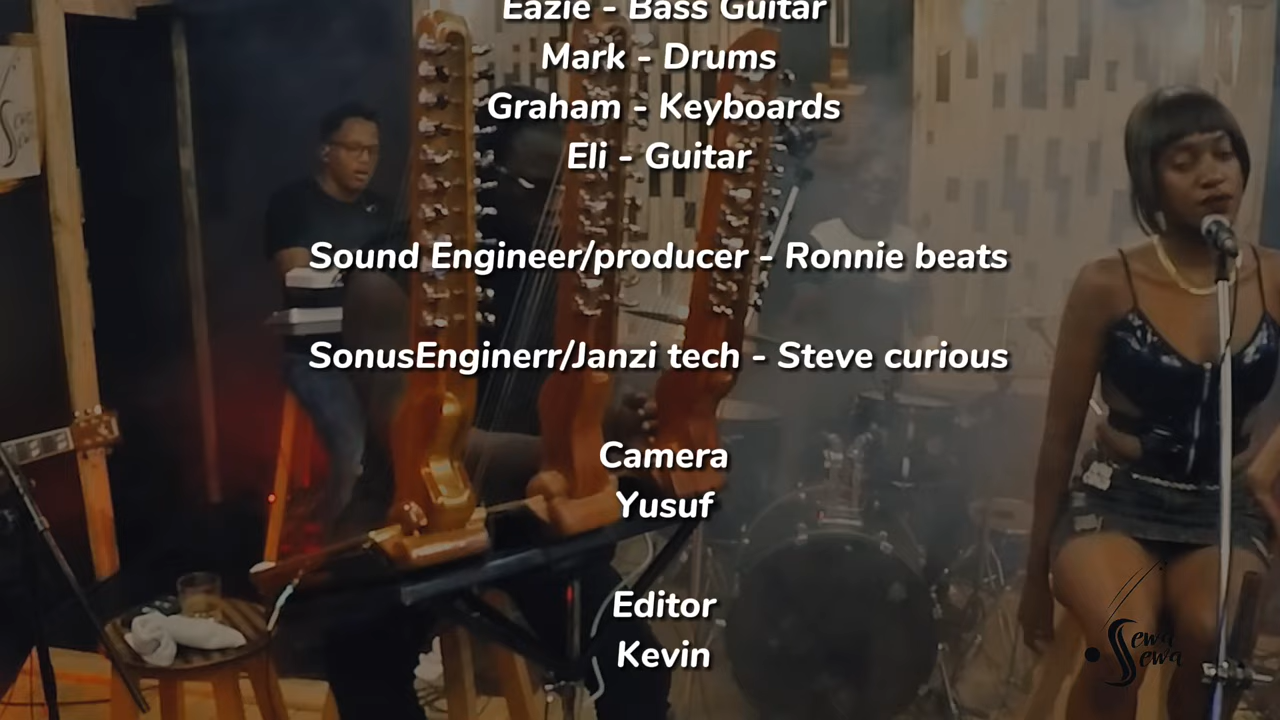 Eazie - Bass Guitar
Mark - Drums
Graham - Keyboards
Eli - Guitar
Sound Engineer/producer - Ronnie beats
SonusEnginerr/Janzi tech - Steve curious
Camera
Yusuf
Editor
Kevin
Sewa
Sewa